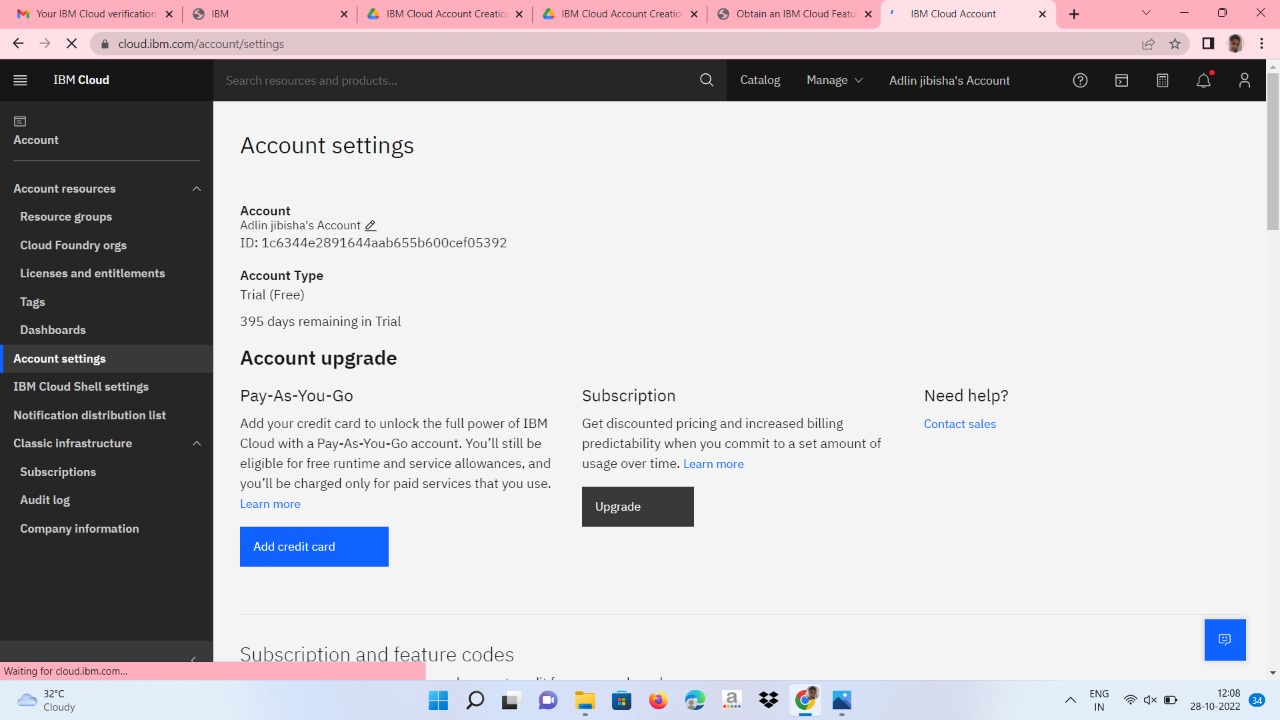 Your IBM Cloud verification
IBM
IBM Cloud Account Creatio
IBM Cloud Account Creatio
Obtain an IBM Cloud Featu
IBM Cloud Account
cloud.ibm.com/account/settings
IBM Cloud
Search resources and products...
Catalog
Manage
Adlin jibisha's Account
Account
Account resources
Resource groups
Cloud Foundry orgs
Licenses and entitlements
Tags
Dashboards
Account settings
IBM Cloud Shell settings
Notification distribution list
Classic infrastructure
Subscriptions
Audit log
Company information
Account settings
Account
Adlin jibisha's Account
ID: 1c6344e2891644aab655b600cef05392
Account Type
Trial (Free)
395 days remaining in Trial
Account upgrade
Pay-As-You-Go
Add your credit card to unlock the full power of IBM
Cloud with a Pay-As-You-Go account. You’ll still be
eligible for free runtime and service allowances, and
you’ll be charged only for paid services that you use.
Learn more
Add credit card
Subscription
Get discounted pricing and increased billing
predictability when you commit to a set amount of
usage over time. Learn more
Upgrade
Need help?
Contact sales
Subscription and feature codes
Waiting for cloud.ibm.com...
32°C
Cloudy
ENG
IN
12:08
28-10-2022
34